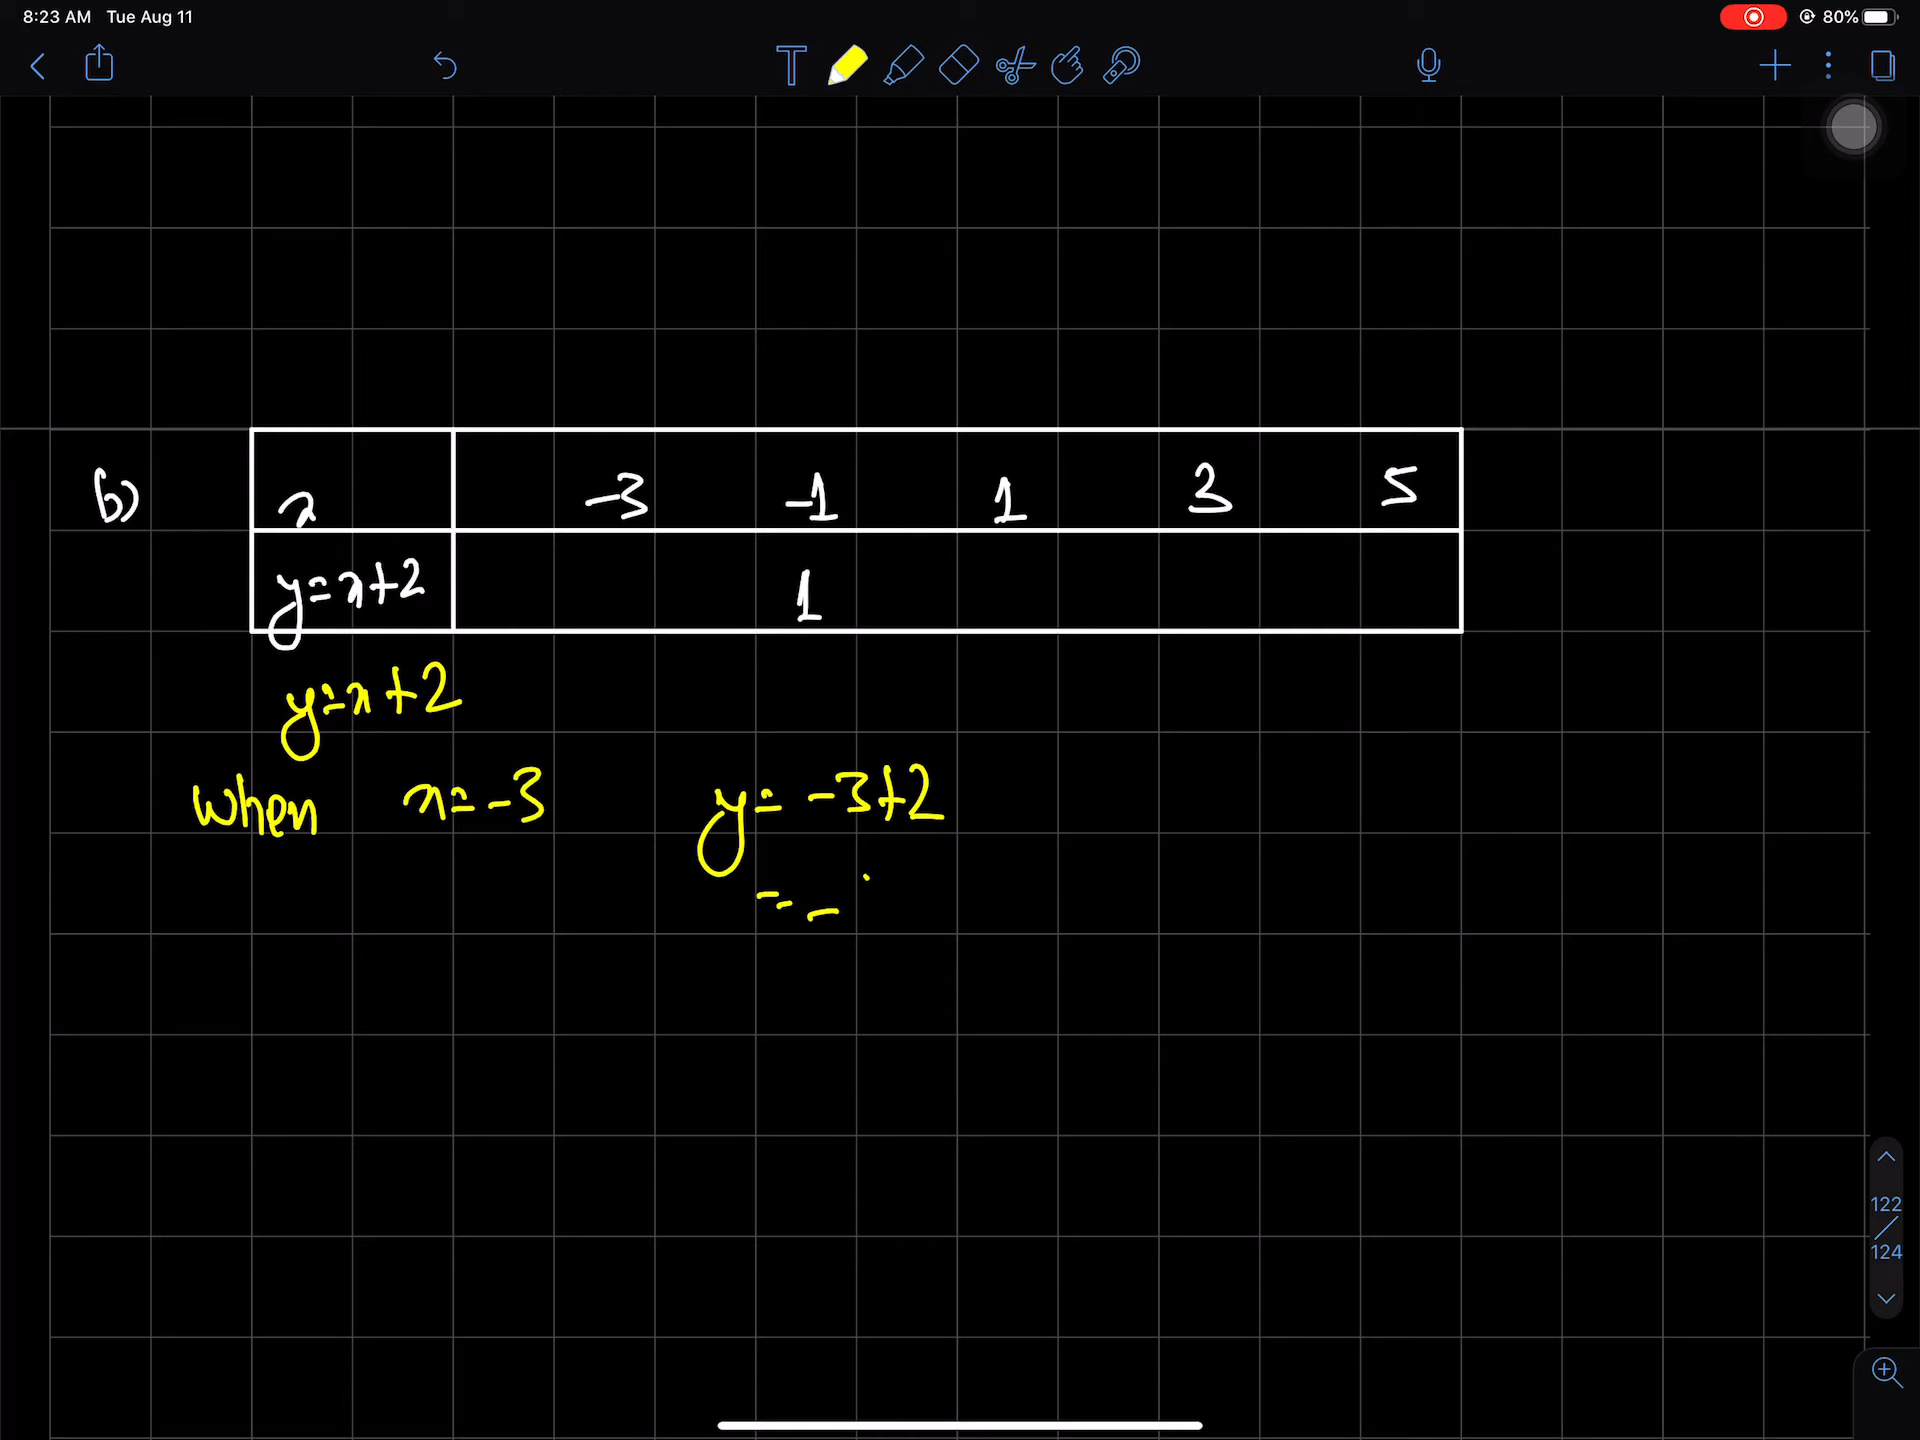 8:23 AM Tue Aug 11
80%
b)
x -3 -1 1 3 5
y=x+2 1
y=x+2
when x=-3 y= -3+2
= -
122
124